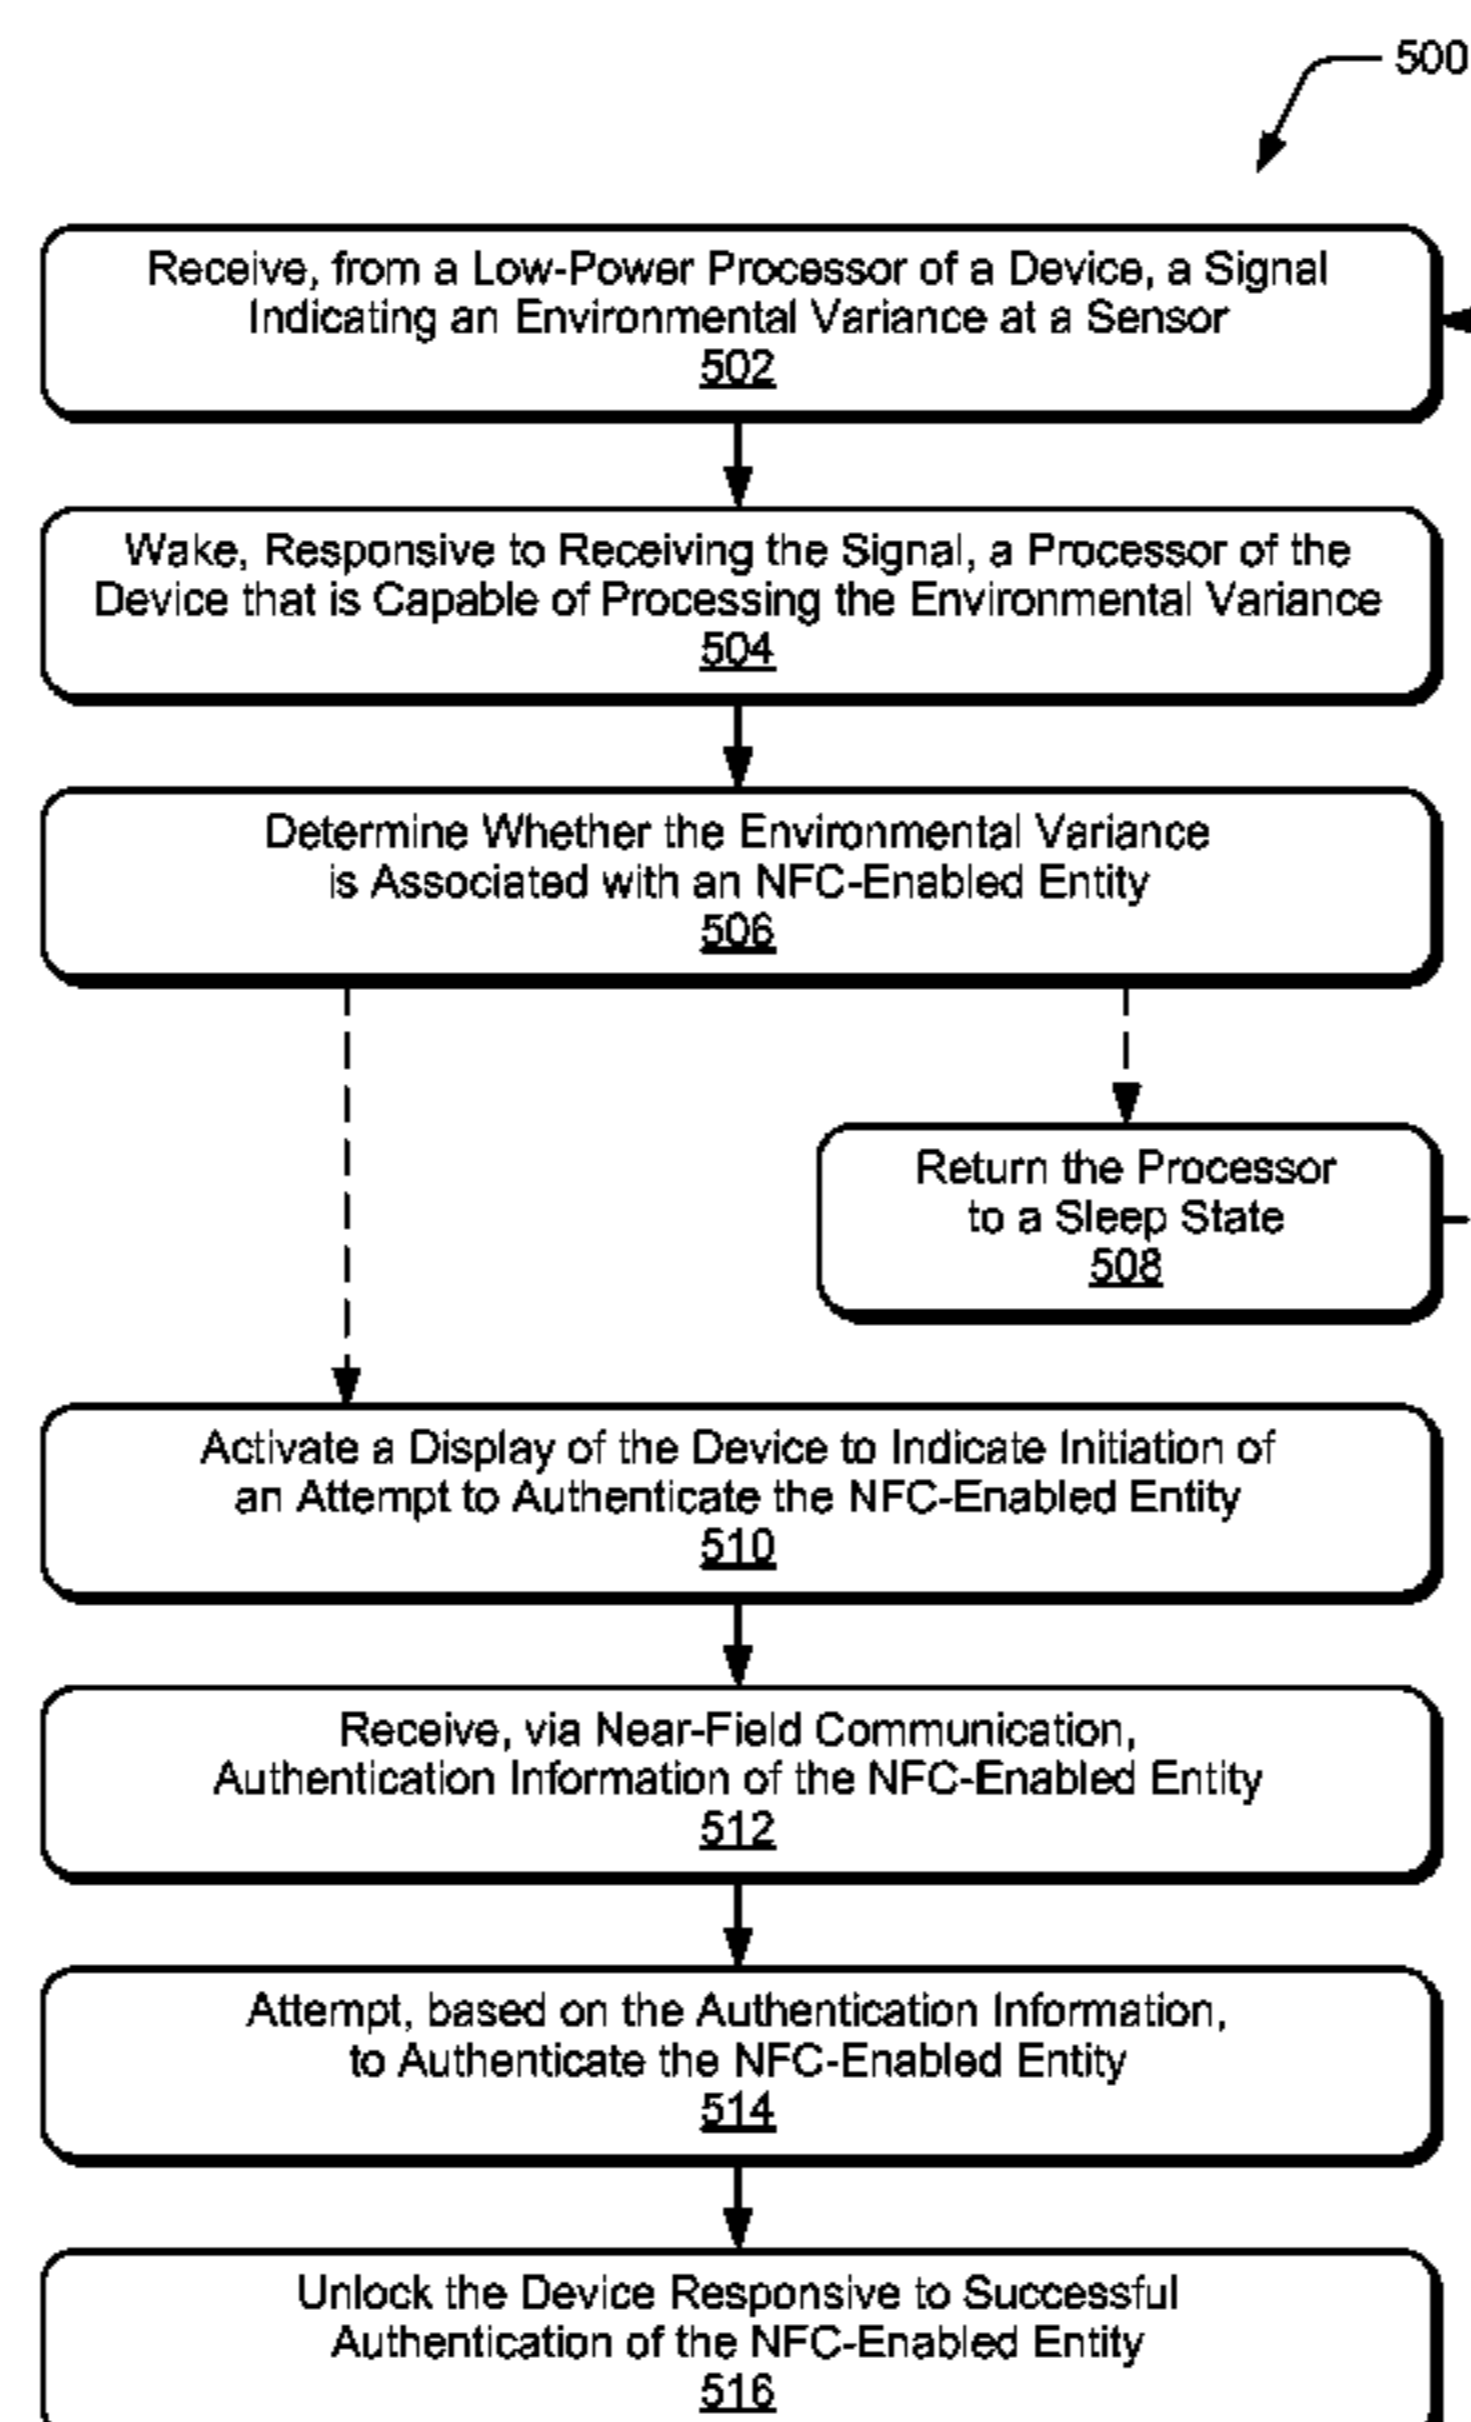 500
Receive, from a Low-Power Processor of a Device, a Signal
Indicating an Environmental Variance at a Sensor
502
Wake, Responsive to Receiving the Signal, a Processor of the
Device that is Capable of Processing the Environmental Variance
504
Determine Whether the Environmental Variance
is Associated with an NFC-Enabled Entity
506
Return the Processor
to a Sleep State
508
Activate a Display of the Device to Indicate Initiation of
an Attempt to Authenticate the NFC-Enabled Entity
510
Receive, via Near-Field Communication,
Authentication Information of the NFC-Enabled Entity
512
Attempt, based on the Authentication Information,
to Authenticate the NFC-Enabled Entity
514
Unlock the Device Responsive to Successful
Authentication of the NFC-Enabled Entity
516